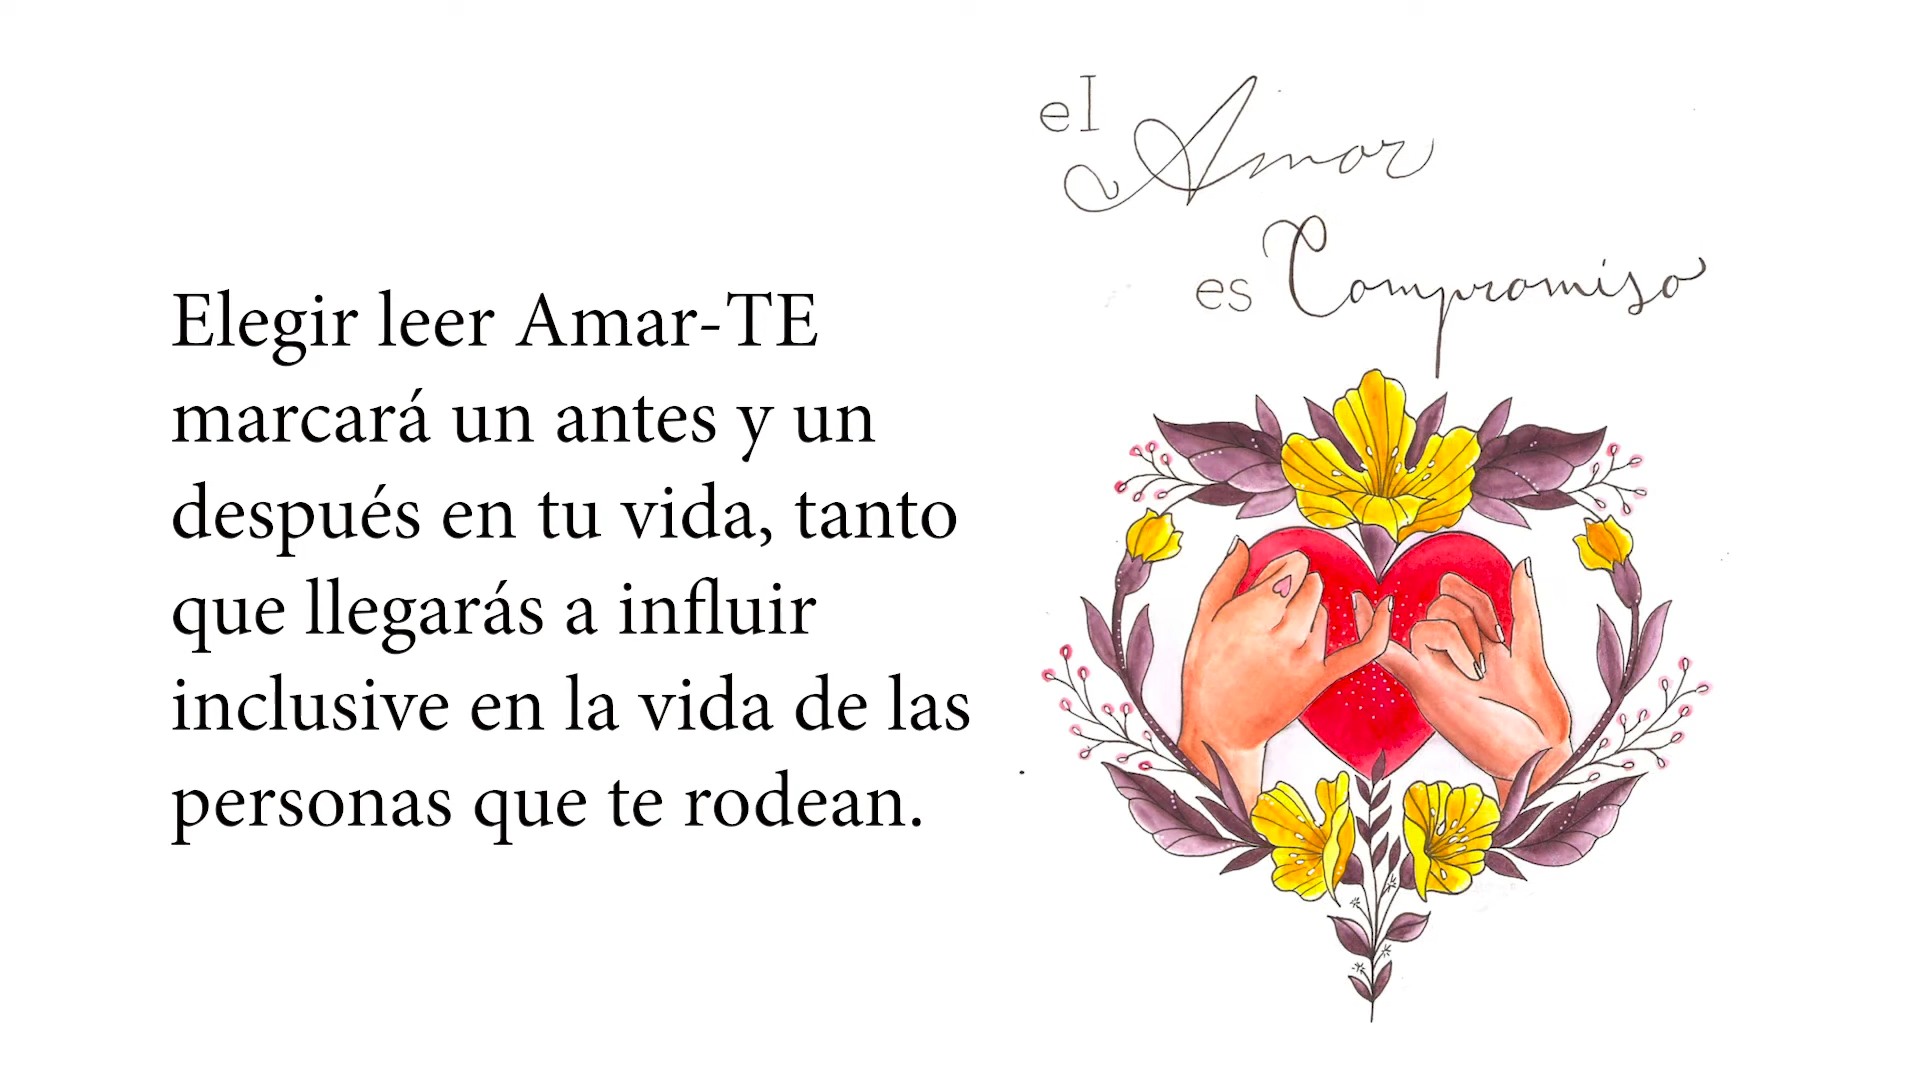 Elegir leer Amar-TE
marcará un antes y un
después en tu vida, tanto
que llegarás a influir
inclusive en la vida de las
personas que te rodean.
el Amor
es Compromiso